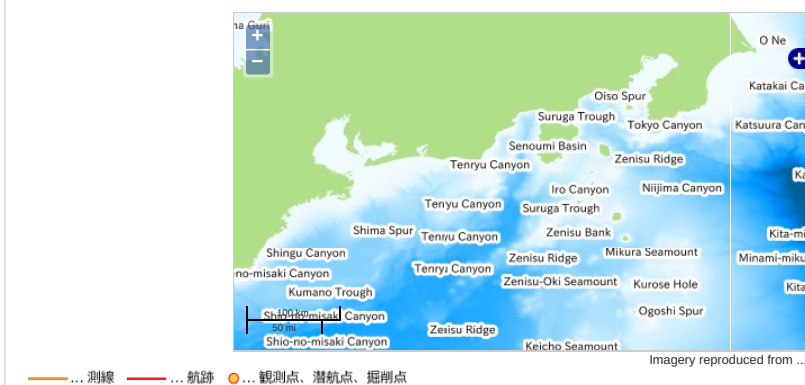 na Guri
+
−
O Ne
Katakai Ca
Oiso Spur
Suruga Trough
Tokyo Canyon
Katsuura Can
Senoumi Basin
Zenisu Ridge
Tenryu Canyon
Ka
Iro Canyon
Niijima Canyon
Tenyu Canyon
Suruga Trough
Shima Spur
Zenisu Bank
Kita-mi
Tenryu Canyon
Shingu Canyon
Mikura Seamount
Zenisu Ridge
Minami-miku
Tenryu Canyon
no-misaki Canyon
Zenisu-Oki Seamount
Kurose Hole
Kita
Kumano Trough
Ogoshi Spur
100 km
Shio-no-misaki Canyon
50 mi
Zenisu Ridge
Shio-no-misaki Canyon
Keicho Seamount
Imagery reproduced from ...
... 測線
... 航跡
... 観測点、潜航点、掘削点